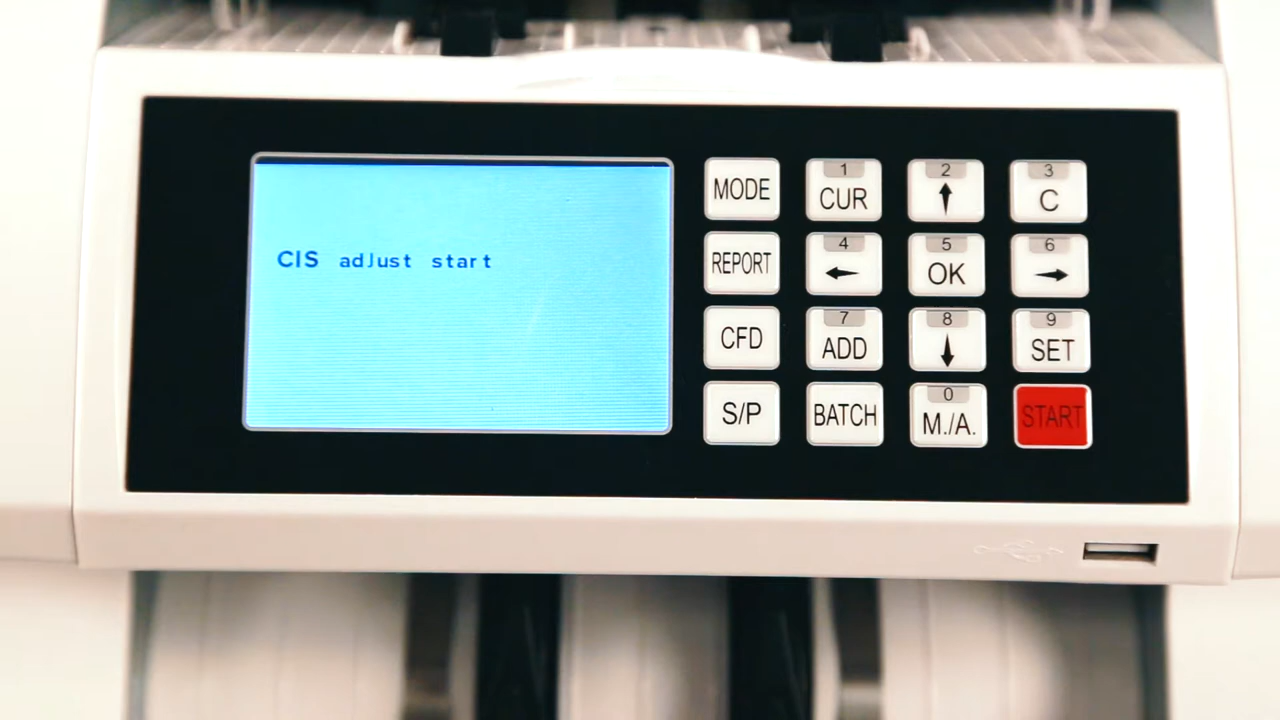 CIS adjust start
MODE
1
CUR
2
3
C
REPORT
4
5
OK
6
CFD
7
ADD
8
9
SET
S/P
BATCH
0
M./A.
START